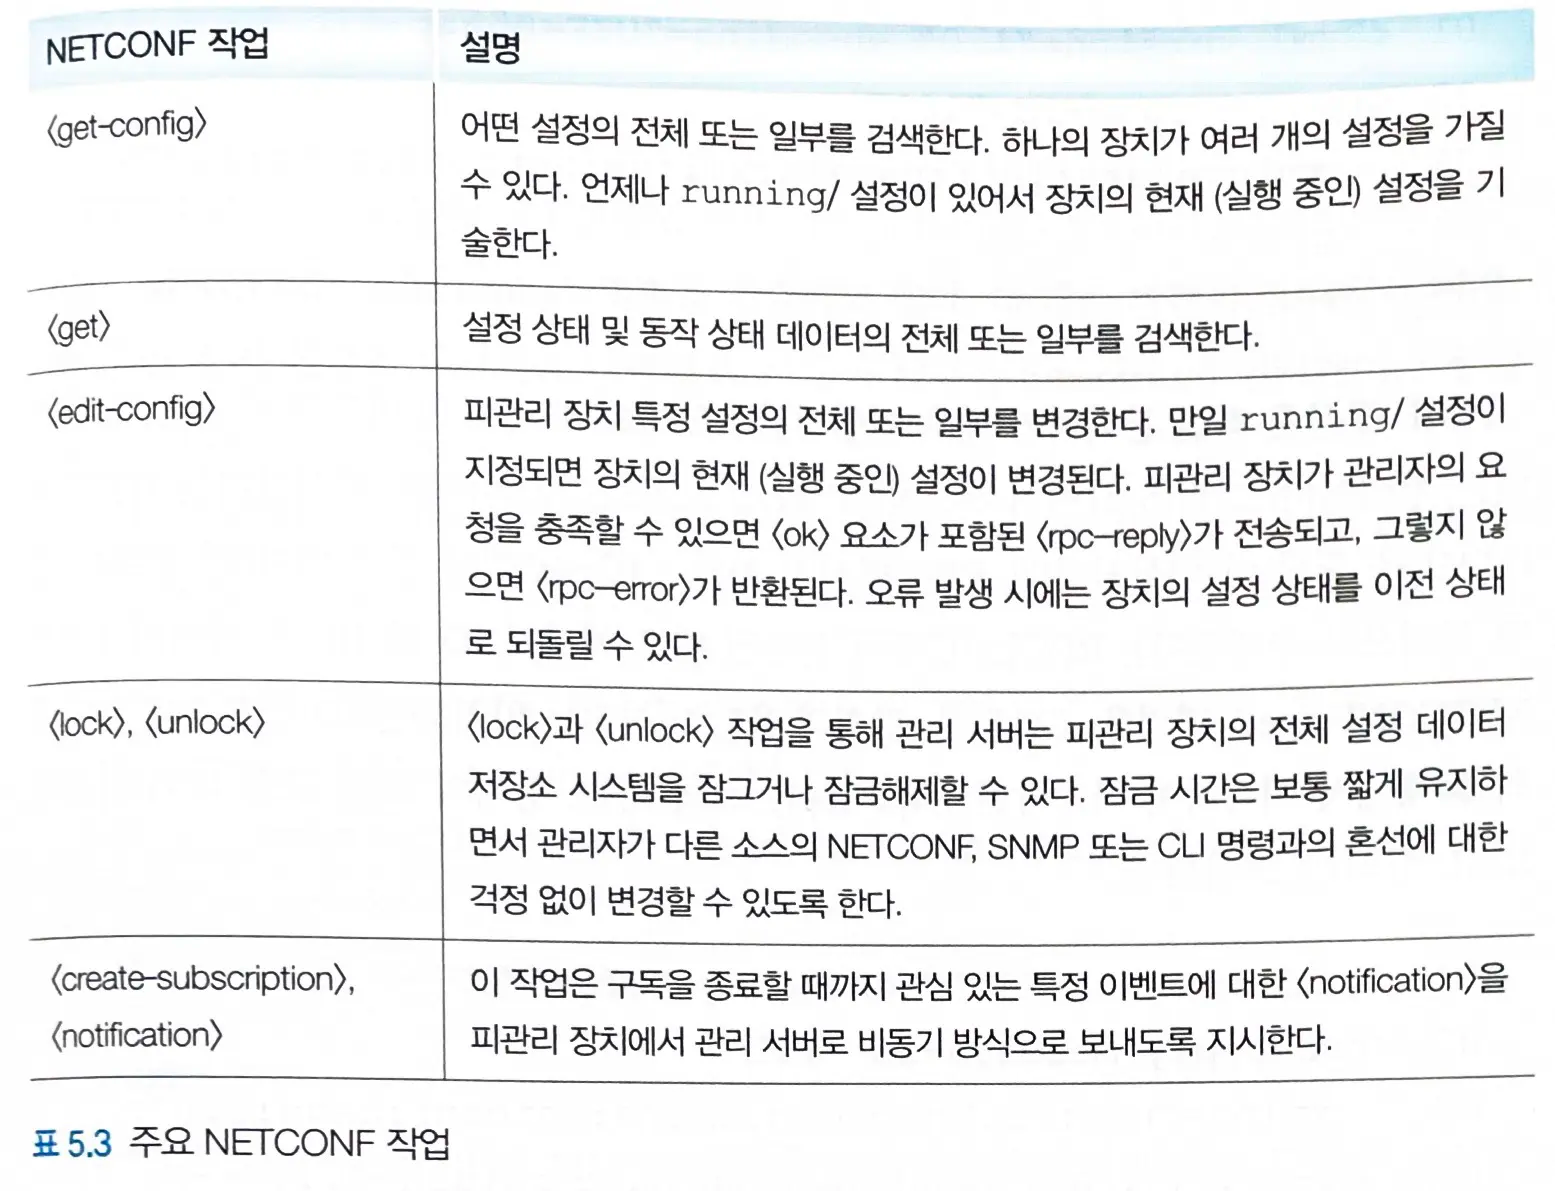 NETCONF 작업 설명
〈get-config〉 어떤 설정의 전체 또는 일부를 검색한다. 하나의 장치가 여러 개의 설정을 가질
수 있다. 언제나 running/ 설정이 있어서 장치의 현재 (실행 중인) 설정을 기
술한다.
〈get〉 설정 상태 및 동작 상태 데이터의 전체 또는 일부를 검색한다.
〈edit-config〉 피관리 장치 특정 설정의 전체 또는 일부를 변경한다. 만일 running/ 설정이
지정되면 장치의 현재 (실행 중인) 설정이 변경된다. 피관리 장치가 관리자의 요
청을 충족할 수 있으면 〈ok〉 요소가 포함된 〈rpc-reply〉가 전송되고, 그렇지 않
으면 〈rpc-error〉가 반환된다. 오류 발생 시에는 장치의 설정 상태를 이전 상태
로 되돌릴 수 있다.
〈lock〉, 〈unlock〉 〈lock〉과 〈unlock〉 작업을 통해 관리 서버는 피관리 장치의 전체 설정 데이터
저장소 시스템을 잠그거나 잠금해제할 수 있다. 잠금 시간은 보통 짧게 유지하
면서 관리자가 다른 소스의 NETCONF, SNMP 또는 CLI 명령과의 혼선에 대한
걱정 없이 변경할 수 있도록 한다.
〈create-subscription〉, 이 작업은 구독을 종료할 때까지 관심 있는 특정 이벤트에 대한 〈notification〉을
〈notification〉 피관리 장치에서 관리 서버로 비동기 방식으로 보내도록 지시한다.
표 5.3 주요 NETCONF 작업